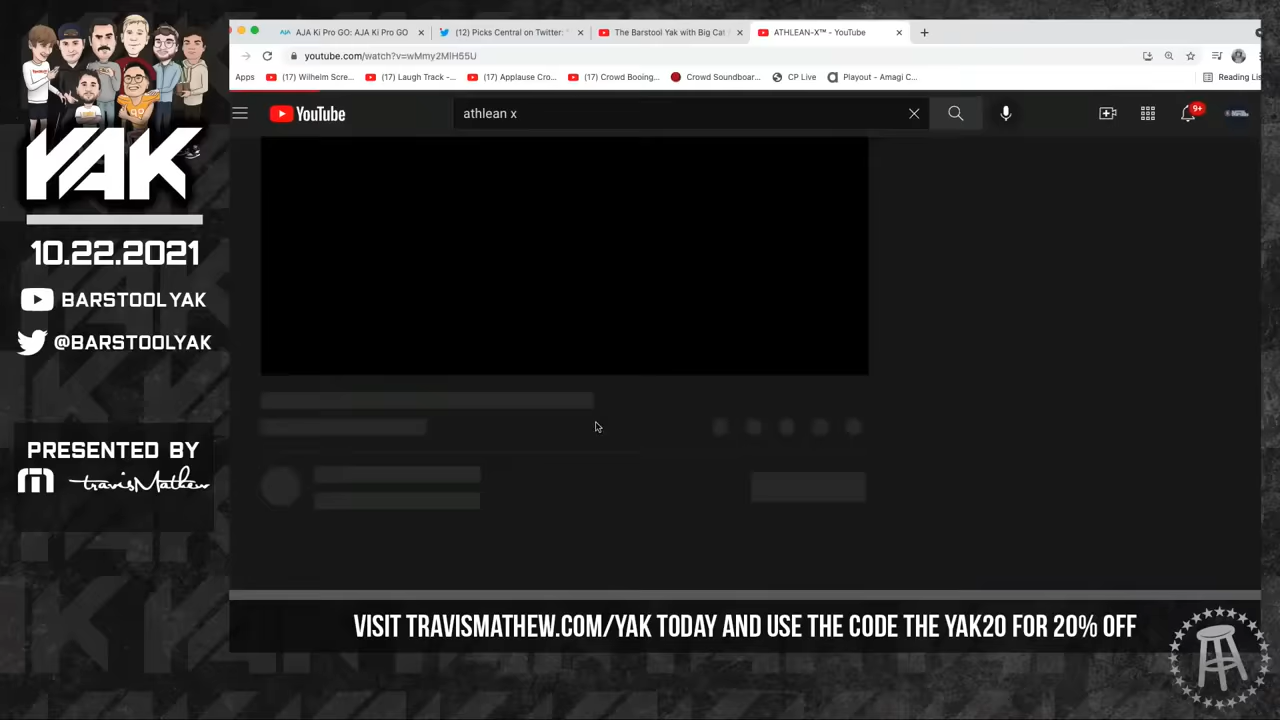 AJA Ki Pro GO: AJA Ki Pro GO
(12) Picks Central on Twitter: "
The Barstool Yak with Big Cat
ATHLEAN-X™ - YouTube
youtube.com/watch?v=wMmy2MlH55U
Apps
(17) Wilhelm Scre...
(17) Laugh Track -...
(17) Applause Cro...
(17) Crowd Booing,...
Crowd Soundboar...
CP Live
Playout - Amagi C...
Reading Lis
YouTube
athlean x
9+
YAK
10.22.2021
BARSTOOL YAK
@BARSTOOLYAK
PRESENTED BY
travisMathew
VISIT TRAVISMATHEW.COM/YAK TODAY AND USE THE CODE THE YAK20 FOR 20% OFF